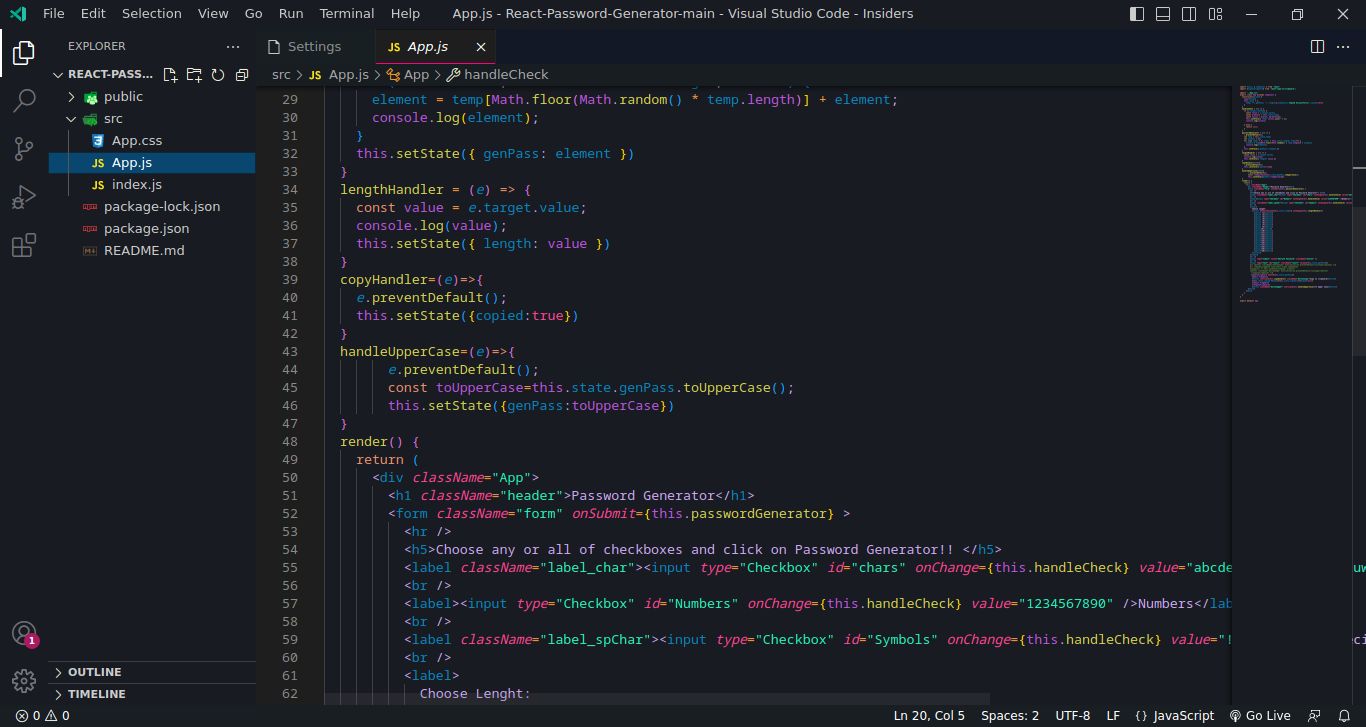 File Edit Selection View Go Run Terminal Help App.js - React-Password-Generator-main - Visual Studio Code - Insiders
EXPLORER
REACT-PASS...
public
src
App.css
JS App.js
JS index.js
package-lock.json
package.json
README.md
OUTLINE
TIMELINE
1
Settings JS App.js
src > JS App.js > App > handleCheck
29 element = temp[Math.floor(Math.random() * temp.length)] + element;
30 console.log(element);
31 }
32 this.setState({ genPass: element })
33 }
34 lengthHandler = (e) => {
35 const value = e.target.value;
36 console.log(value);
37 this.setState({ length: value })
38 }
39 copyHandler=(e)=>{
40 e.preventDefault();
41 this.setState({copied:true})
42 }
43 handleUpperCase=(e)=>{
44 e.preventDefault();
45 const toUpperCase=this.state.genPass.toUpperCase();
46 this.setState({genPass:toUpperCase})
47 }
48 render() {
49 return (
50 <div className="App">
51 <h1 className="header">Password Generator</h1>
52 <form className="form" onSubmit={this.passwordGenerator} >
53 <hr />
54 <h5>Choose any or all of checkboxes and click on Password Generator!! </h5>
55 <label className="label_char"><input type="Checkbox" id="chars" onChange={this.handleCheck} value="abcde
56 <br />
57 <label><input type="Checkbox" id="Numbers" onChange={this.handleCheck} value="1234567890" />Numbers</lab
58 <br />
59 <label className="label_spChar"><input type="Checkbox" id="Symbols" onChange={this.handleCheck} value="!
60 <br />
61 <label>
62 Choose Lenght:
0 0 Ln 20, Col 5 Spaces: 2 UTF-8 LF {} JavaScript Go Live